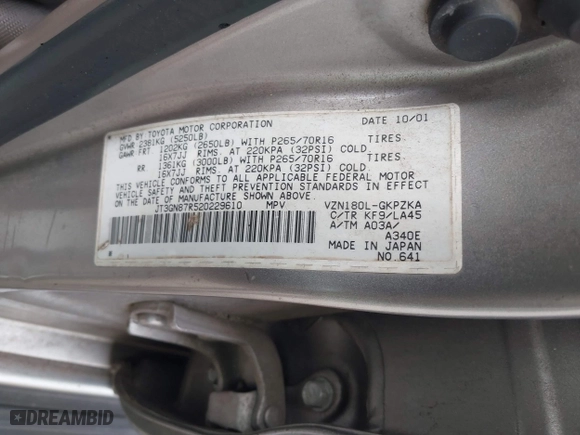 MFD BY TOYOTA MOTOR CORPORATION DATE 10/01
GVWR 2381KG (5250LB)
GAWR FRT 1202KG (2650LB) WITH P265/70R16 TIRES
16X7JJ RIMS, AT 220KPA (32PSI) COLD.
RR 1361KG (3000LB) WITH P265/70R16 TIRES
16X7JJ RIMS, AT 220KPA (32PSI) COLD.
THIS VEHICLE CONFORMS TO ALL APPLICABLE FEDERAL MOTOR
VEHICLE SAFETY AND THEFT PREVENTION STANDARDS IN EFFECT
ON THE DATE OF MANUFACTURE SHOWN ABOVE.
JT3GN87R520229610 MPV VZN180L-GKPZKA
C/TR KF9/LA45
A/TM A03A/
A340E
MADE IN JAPAN
NO.641
DREAMBID